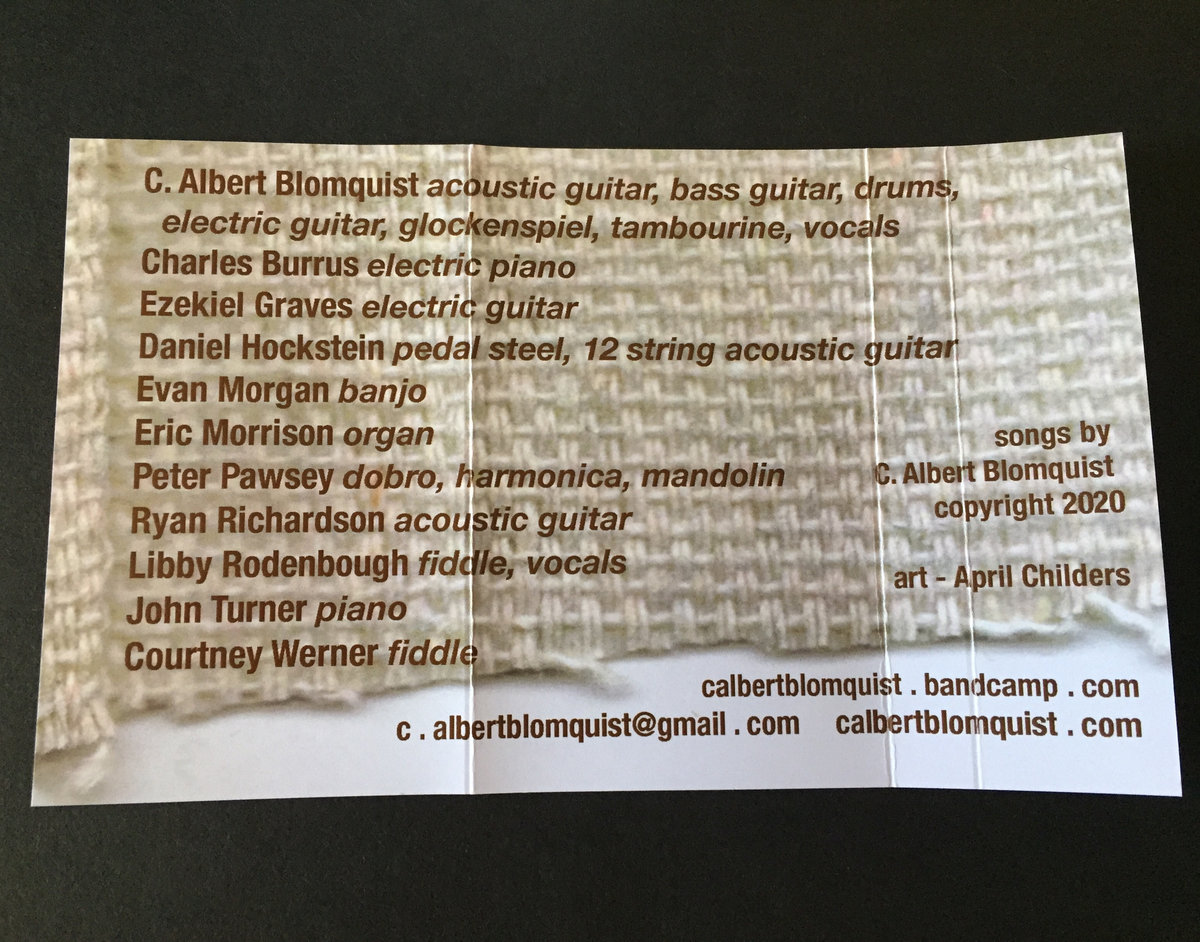 C. Albert Blomquist acoustic guitar, bass guitar, drums,
electric guitar, glockenspiel, tambourine, vocals
Charles Burrus electric piano
Ezekiel Graves electric guitar
Daniel Hockstein pedal steel, 12 string acoustic guitar
Evan Morgan banjo
Eric Morrison organ
Peter Pawsey dobro, harmonica, mandolin
Ryan Richardson acoustic guitar
Libby Rodenbough fiddle, vocals
John Turner piano
Courtney Werner fiddle
songs by
C. Albert Blomquist
copyright 2020
art - April Childers
calbertblomquist . bandcamp . com
c . albertblomquist@gmail . com calbertblomquist . com